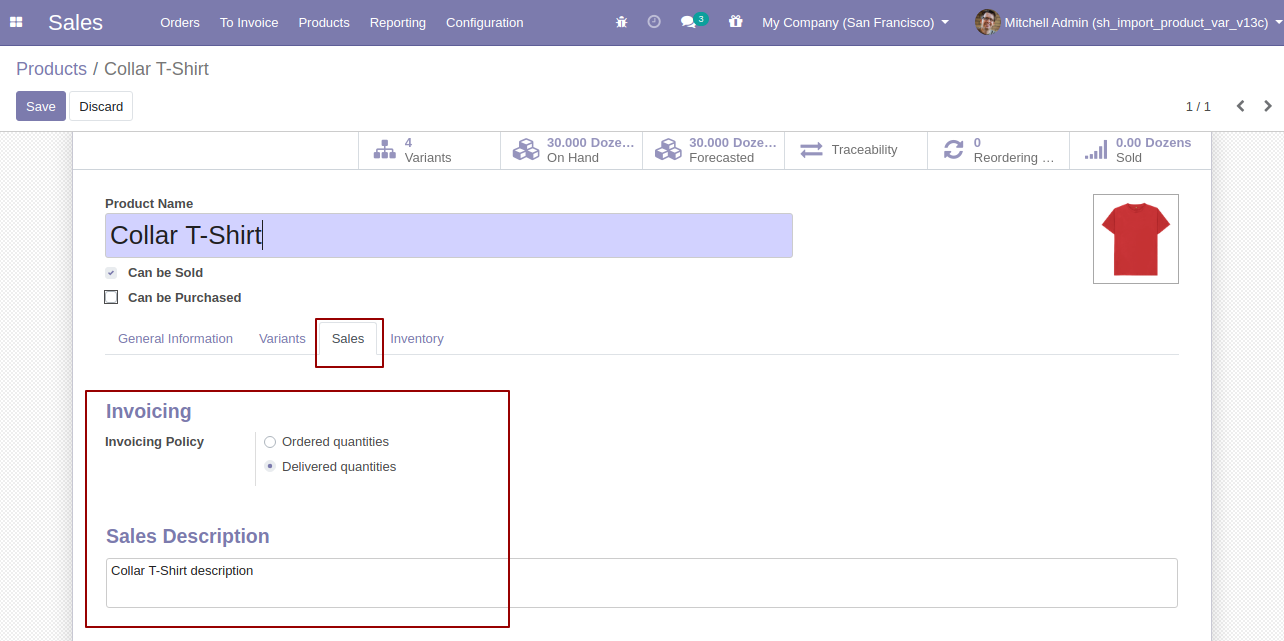 Sales Orders To Invoice Products Reporting Configuration 3 My Company (San Francisco) Mitchell Admin (sh_import_product_var_v13c)
Products / Collar T-Shirt
Save Discard 1 / 1
4 30.000 Doze... 30.000 Doze... 0 0.00 Dozens
Variants On Hand Forecasted Traceability Reordering ... Sold
Product Name
Collar T-Shirt
Can be Sold
Can be Purchased
General Information Variants Sales Inventory
Invoicing
Invoicing Policy Ordered quantities
Delivered quantities
Sales Description
Collar T-Shirt description